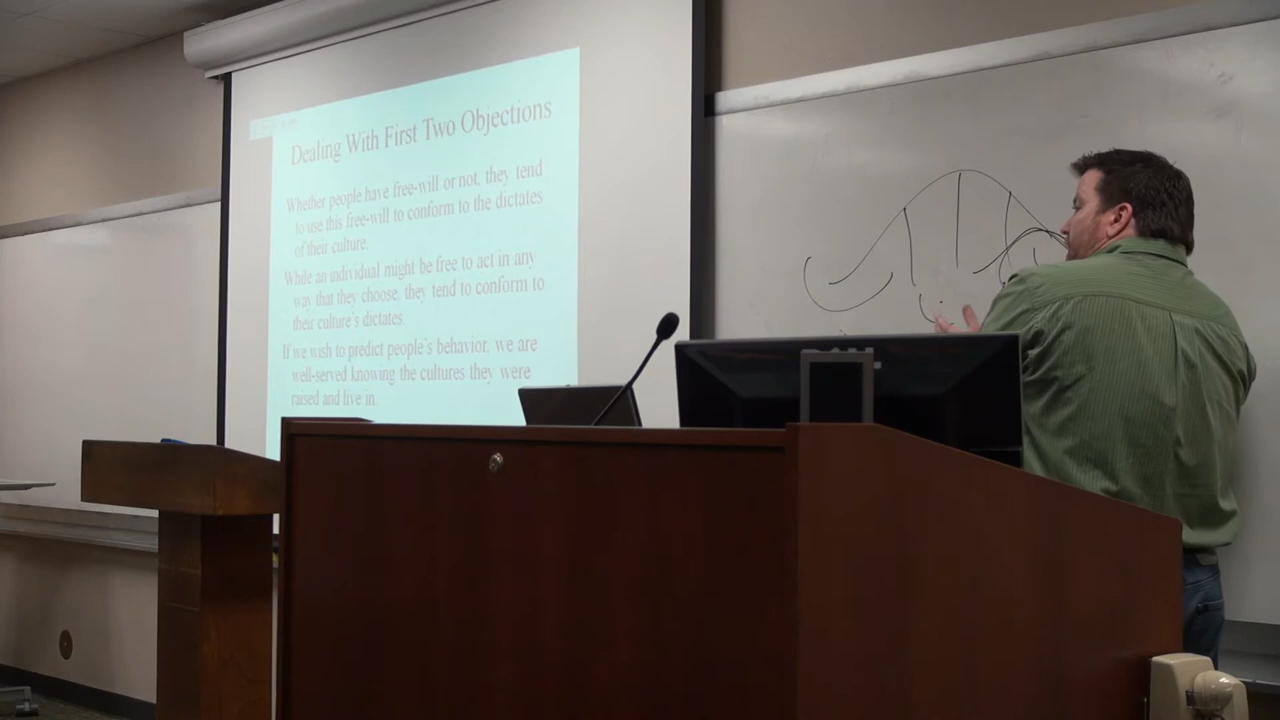 Dealing With First Two Objections
Whether people have free-will or not, they tend
to use this free-will to conform to the dictates
of their culture.
While an individual might be free to act in any
way that they choose, they tend to conform to
their culture's dictates.
If we wish to predict people's behavior, we are
well-served knowing the cultures they were
raised and live in.